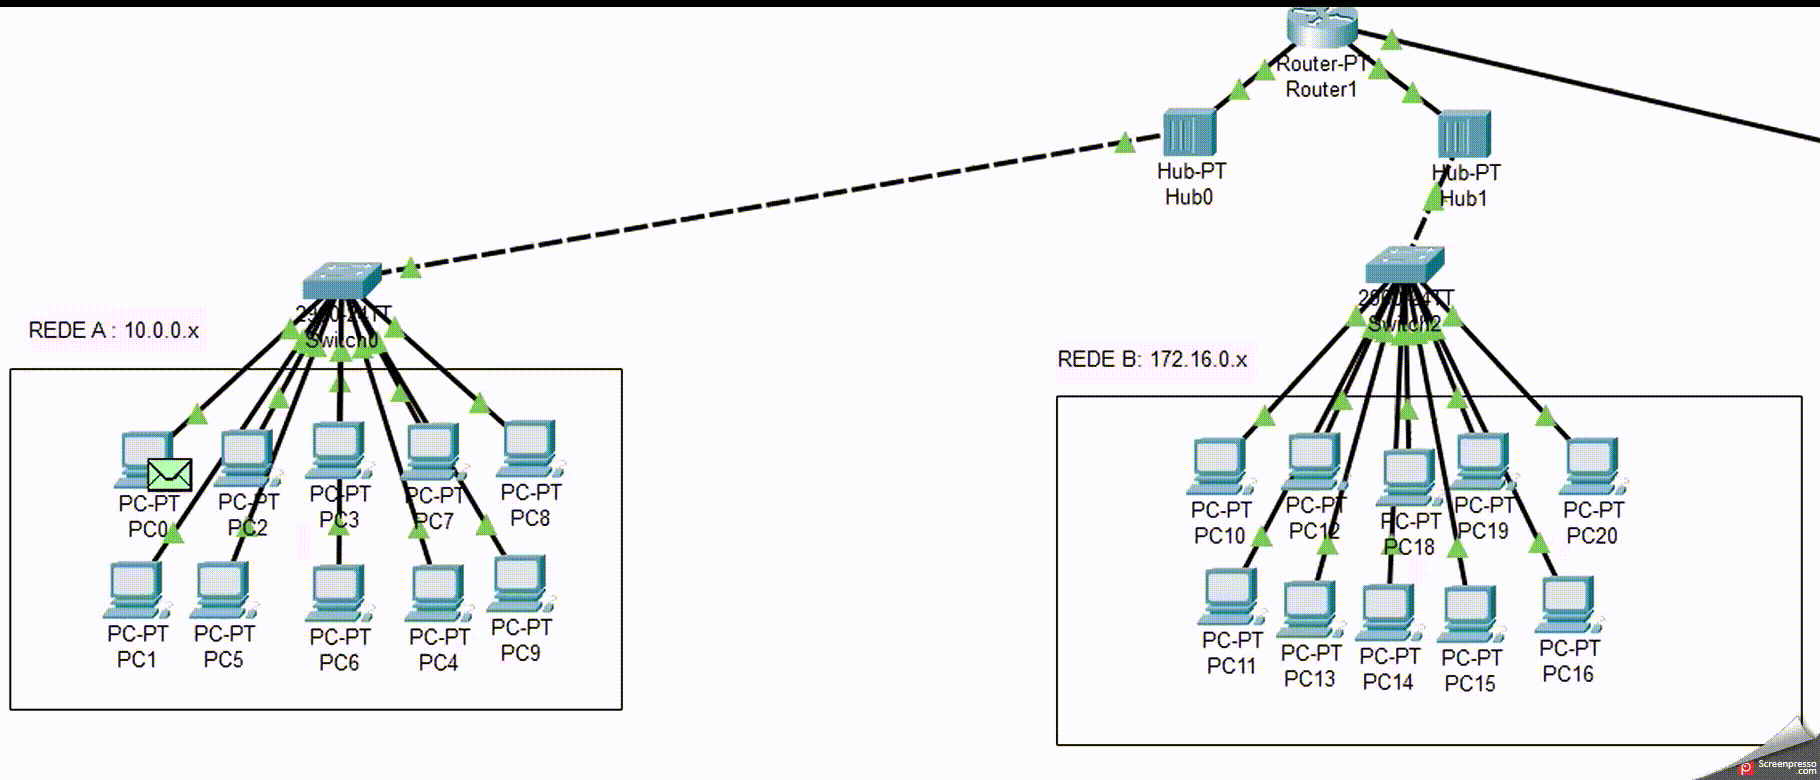 Router-PT
Router1
Hub-PT
Hub0
Hub-PT
Hub1
2960-24TT
Switch0
2960-24TT
Switch2
REDE A : 10.0.0.x
REDE B: 172.16.0.x
PC-PT
PC0
PC-PT
PC2
PC-PT
PC3
PC-PT
PC7
PC-PT
PC8
PC-PT
PC1
PC-PT
PC5
PC-PT
PC6
PC-PT
PC4
PC-PT
PC9
PC-PT
PC10
PC-PT
PC12
PC-PT
PC18
PC-PT
PC19
PC-PT
PC20
PC-PT
PC11
PC-PT
PC13
PC-PT
PC14
PC-PT
PC15
PC-PT
PC16
Screenpresso
.com